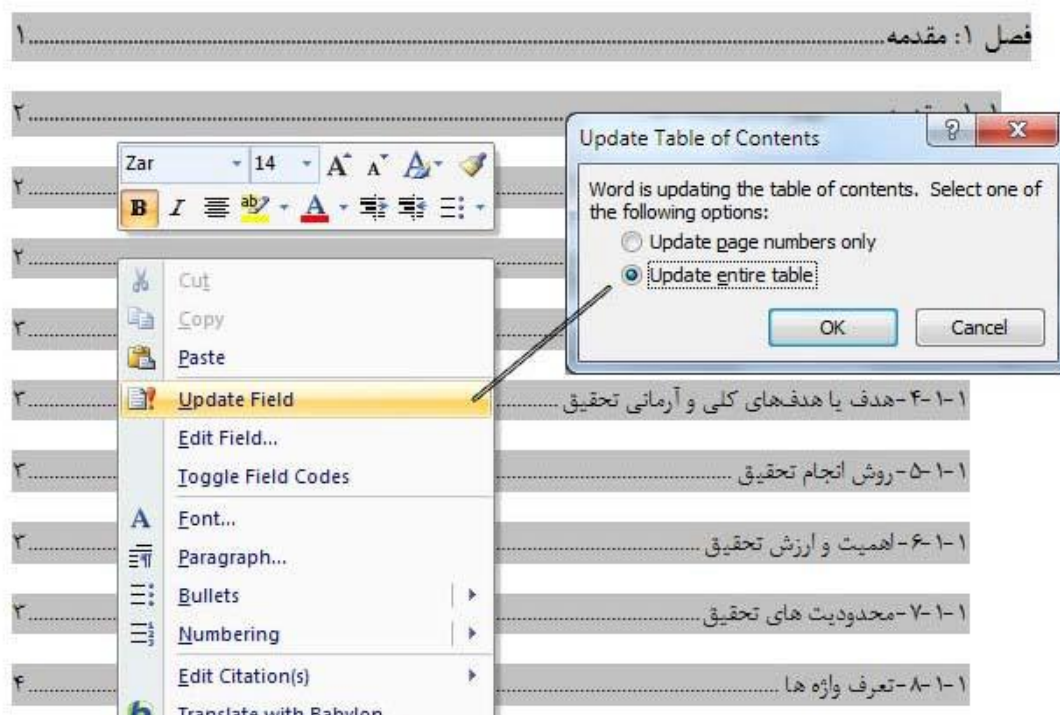 فصل ۱: مقدمه ۱
۲
۲
۲
۳
۱-۱-۴-هدف یا هدف‌های کلی و آرمانی تحقیق ۳
۱-۱-۵-روش انجام تحقیق ۳
۱-۱-۶-اهمیت و ارزش تحقیق ۳
۱-۱-۷-محدودیت های تحقیق ۳
۱-۱-۸-تعرف واژه ها ۴
Zar 14
Cut
Copy
Paste
Update Field
Edit Field...
Toggle Field Codes
Font...
Paragraph...
Bullets
Numbering
Edit Citation(s)
Translate with Babylon
Update Table of Contents
Word is updating the table of contents. Select one of
the following options:
Update page numbers only
Update entire table
OK Cancel